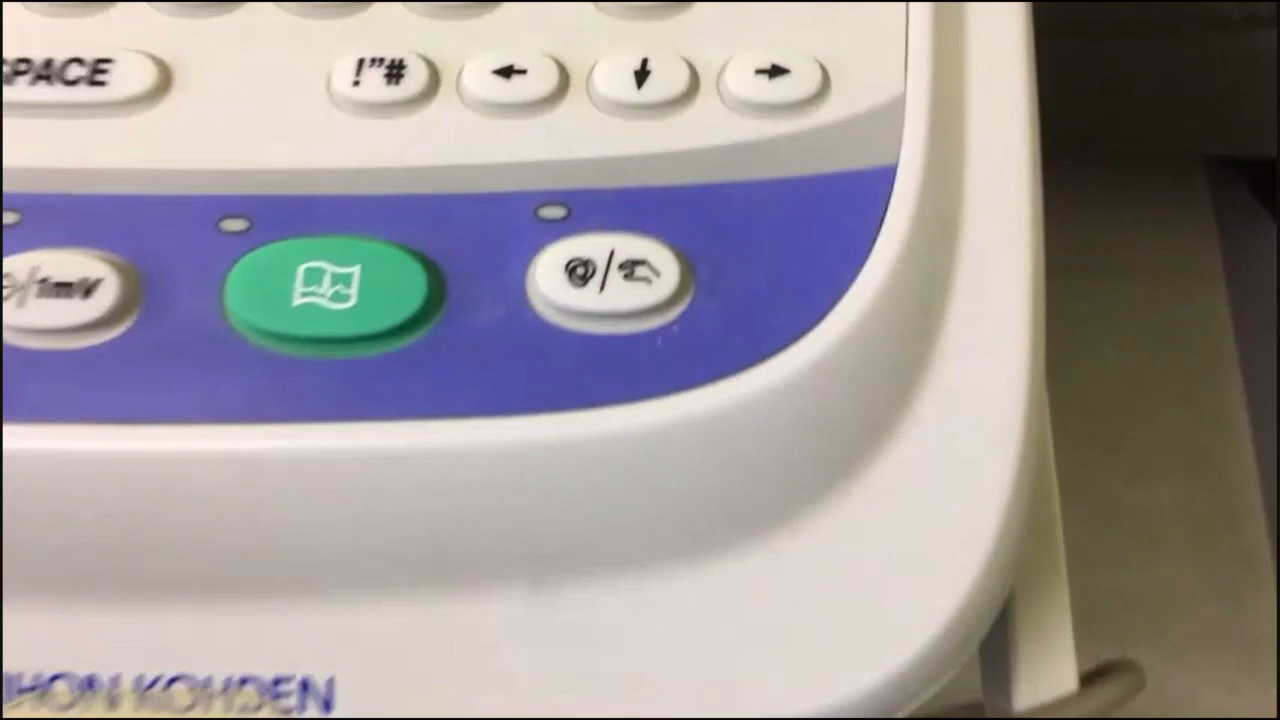 SPACE !"# ← ↓ →
/1mV
NIHON KOHDEN